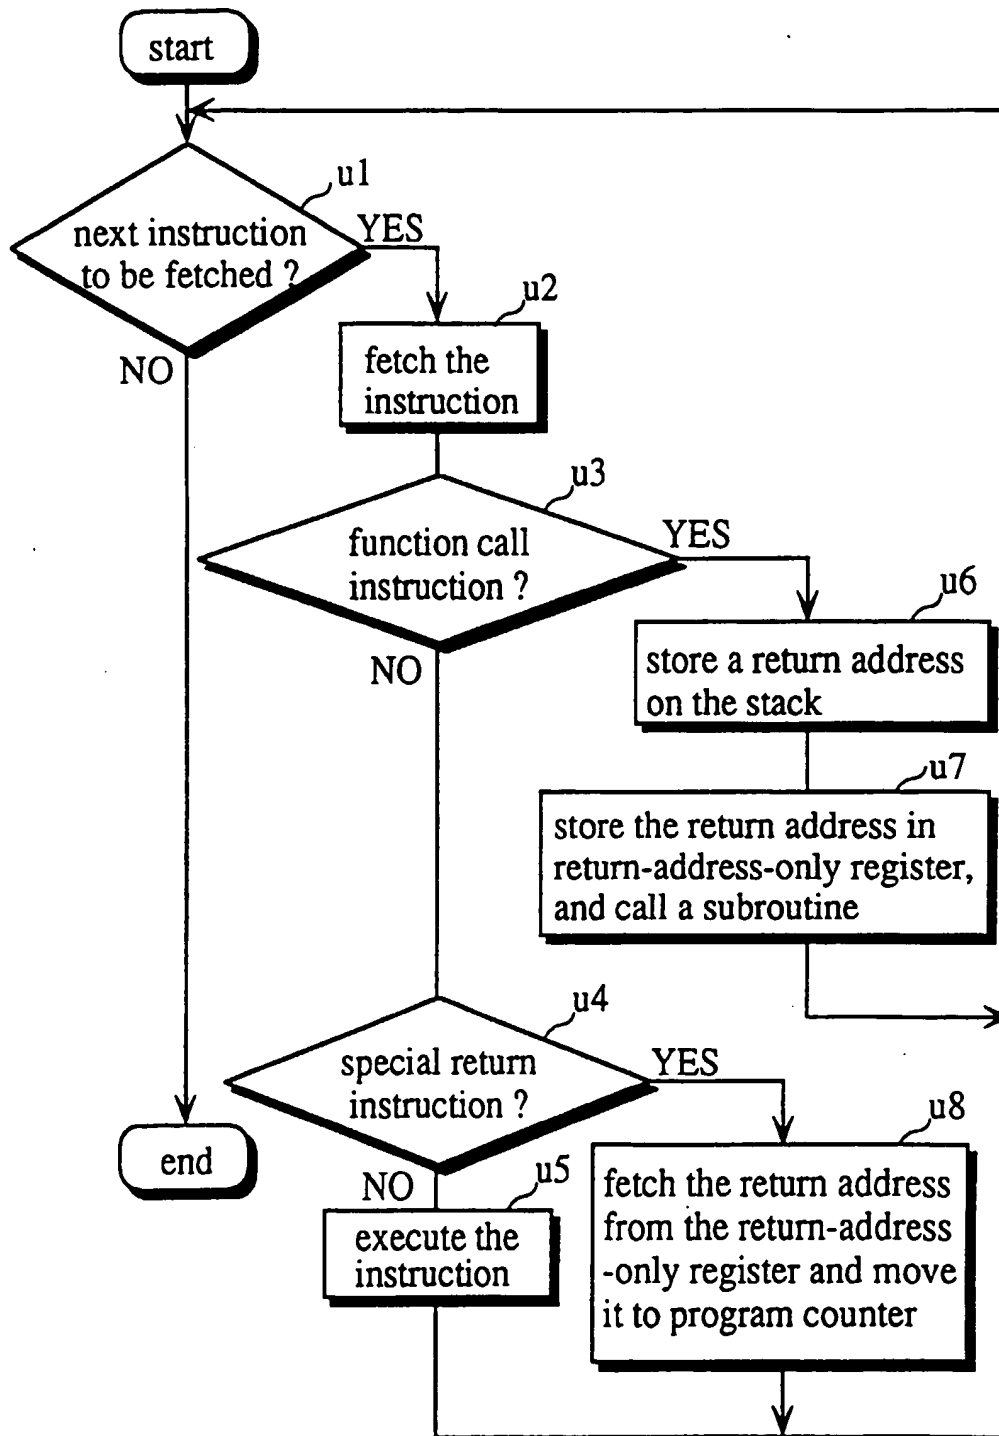 start
u1
next instruction
to be fetched ?
YES
NO
u2
fetch the
instruction
u3
function call
instruction ?
YES
NO
u6
store a return address
on the stack
u7
store the return address in
return-address-only register,
and call a subroutine
u4
special return
instruction ?
YES
NO
u5
execute the
instruction
u8
fetch the return address
from the return-address
-only register and move
it to program counter
end